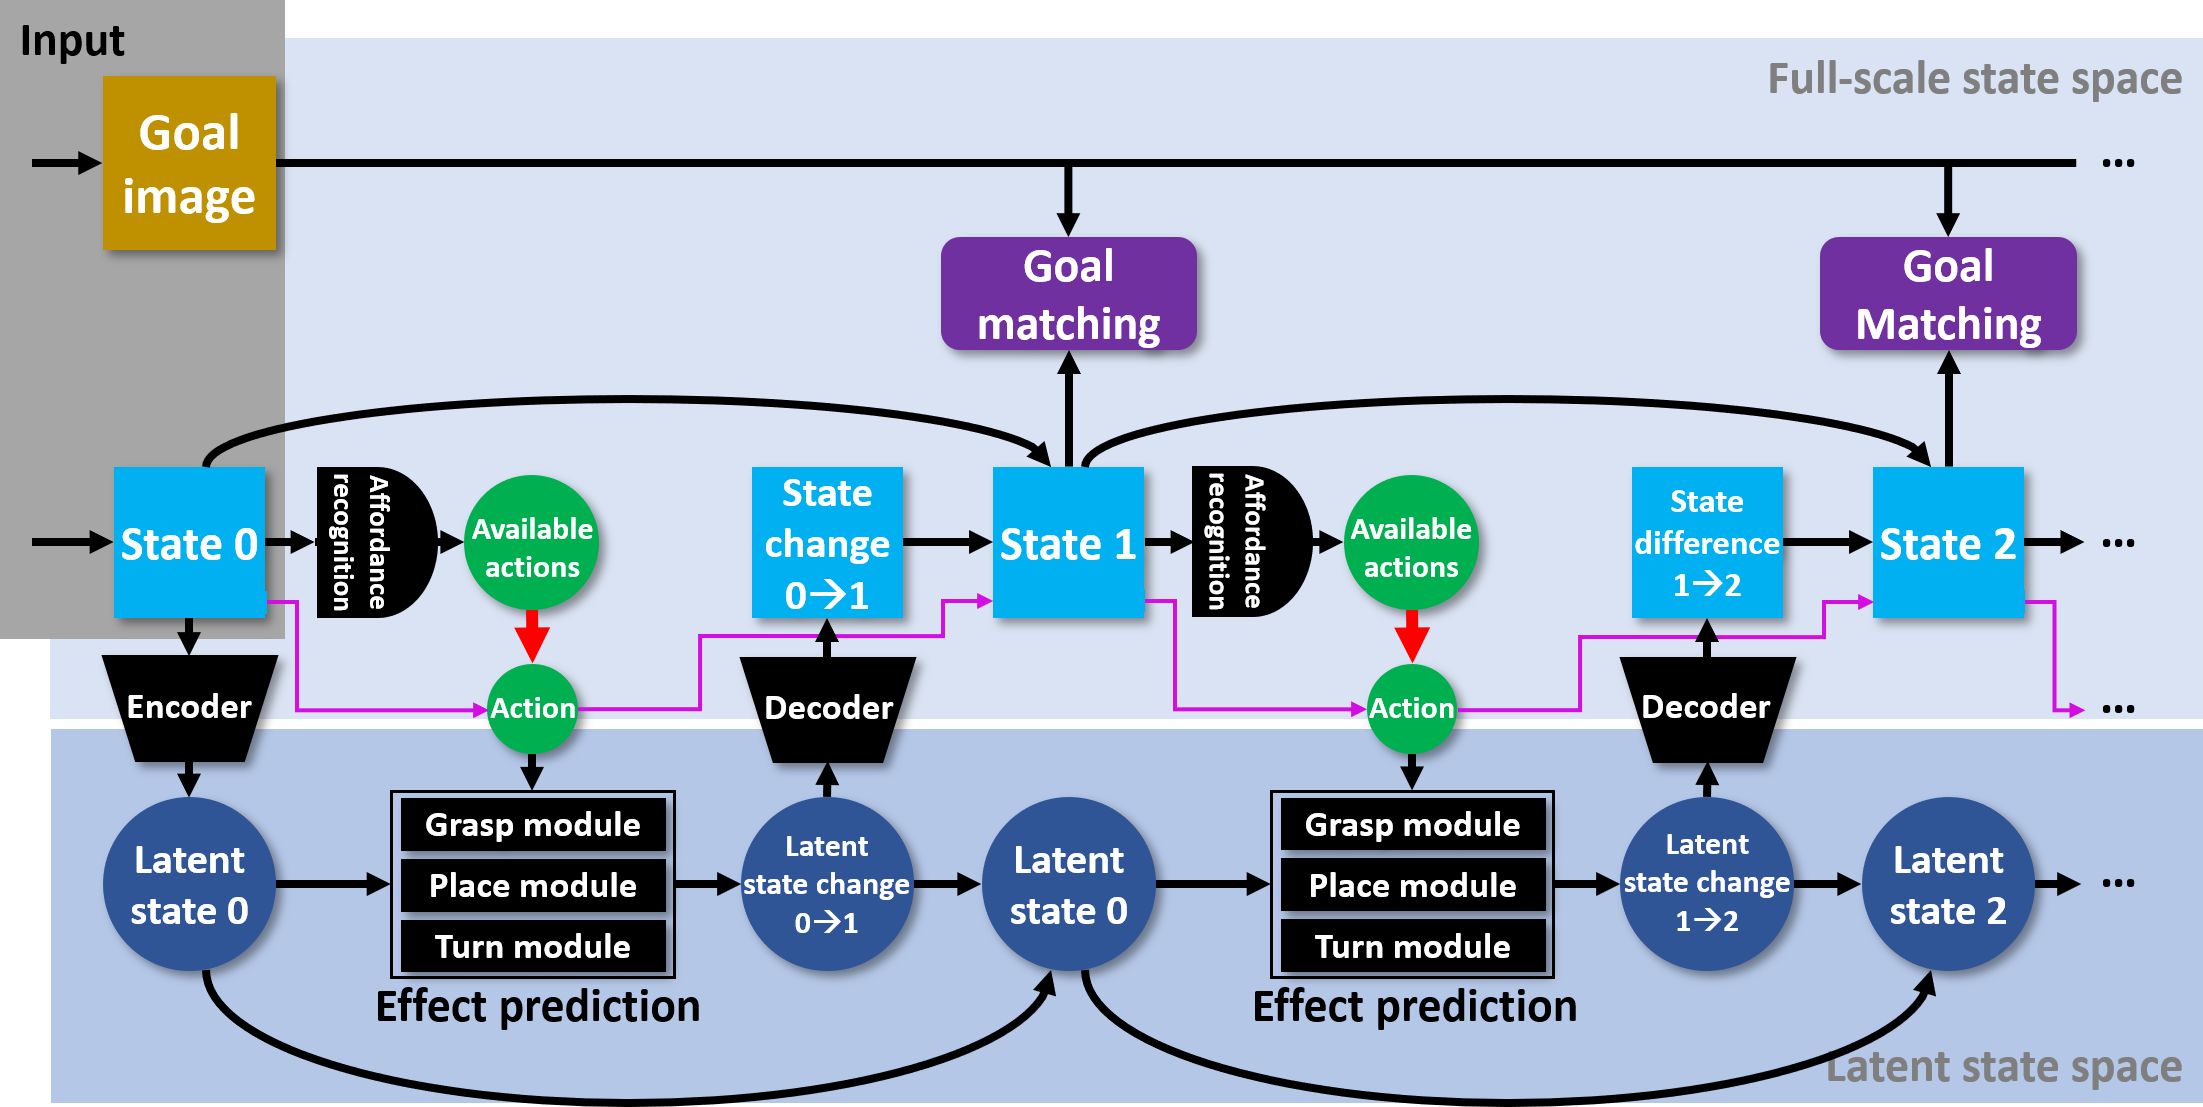 Input
Full-scale state space
Goal
image
...
Goal
matching
Goal
Matching
State 0
Affordance
recognition
Available
actions
State
change
0→1
State 1
Affordance
recognition
Available
actions
State
difference
1→2
State 2
...
Encoder
Action
Decoder
Action
Decoder
...
Latent
state 0
Grasp module
Place module
Turn module
Effect prediction
Latent
state change
0→1
Latent
state 0
Grasp module
Place module
Turn module
Effect prediction
Latent
state change
1→2
Latent
state 2
...
Latent state space